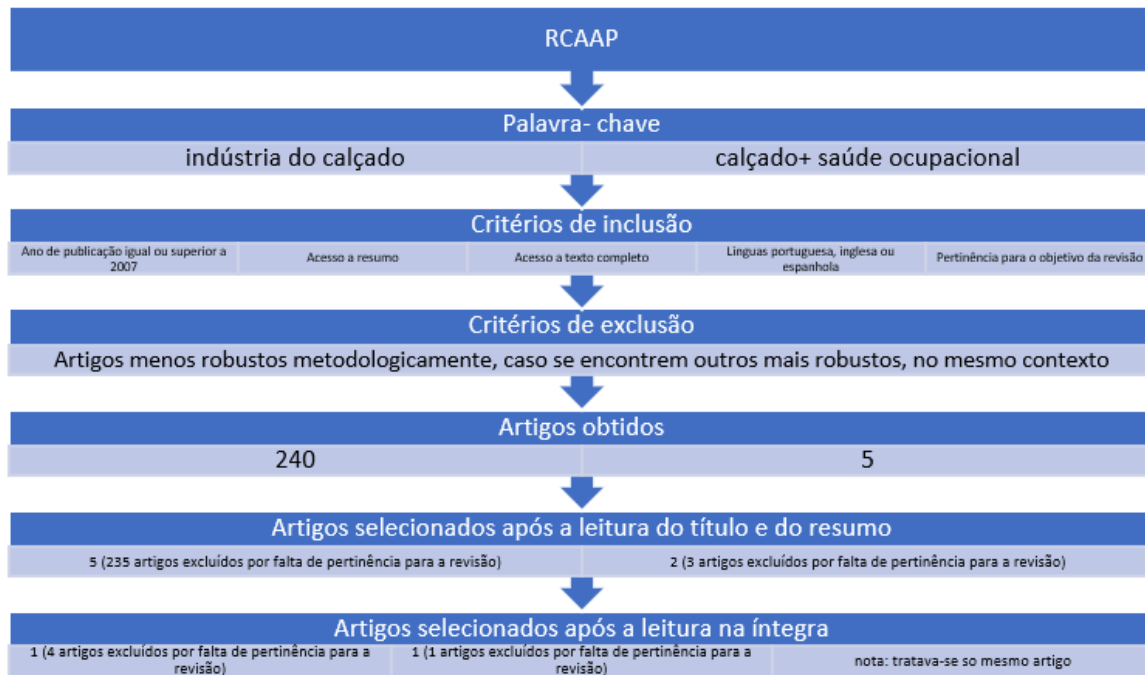 RCAAP
Palavra- chave
indústria do calçado
calçado+ saúde ocupacional
Critérios de inclusão
Ano de publicação igual ou superior a
2007
Acesso a resumo
Acesso a texto completo
Linguas portuguesa, inglesa ou
espanhola
Pertinência para o objetivo da revisão
Critérios de exclusão
Artigos menos robustos metodologicamente, caso se encontrem outros mais robustos, no mesmo contexto
Artigos obtidos
240
5
Artigos selecionados após a leitura do título e do resumo
5 (235 artigos excluídos por falta de pertinência para a revisão)
2 (3 artigos excluídos por falta de pertinência para a revisão)
Artigos selecionados após a leitura na íntegra
1 (4 artigos excluídos por falta de pertinência para a
revisão)
1 (1 artigos excluídos por falta de pertinência para a
revisão)
nota: tratava-se so mesmo artigo